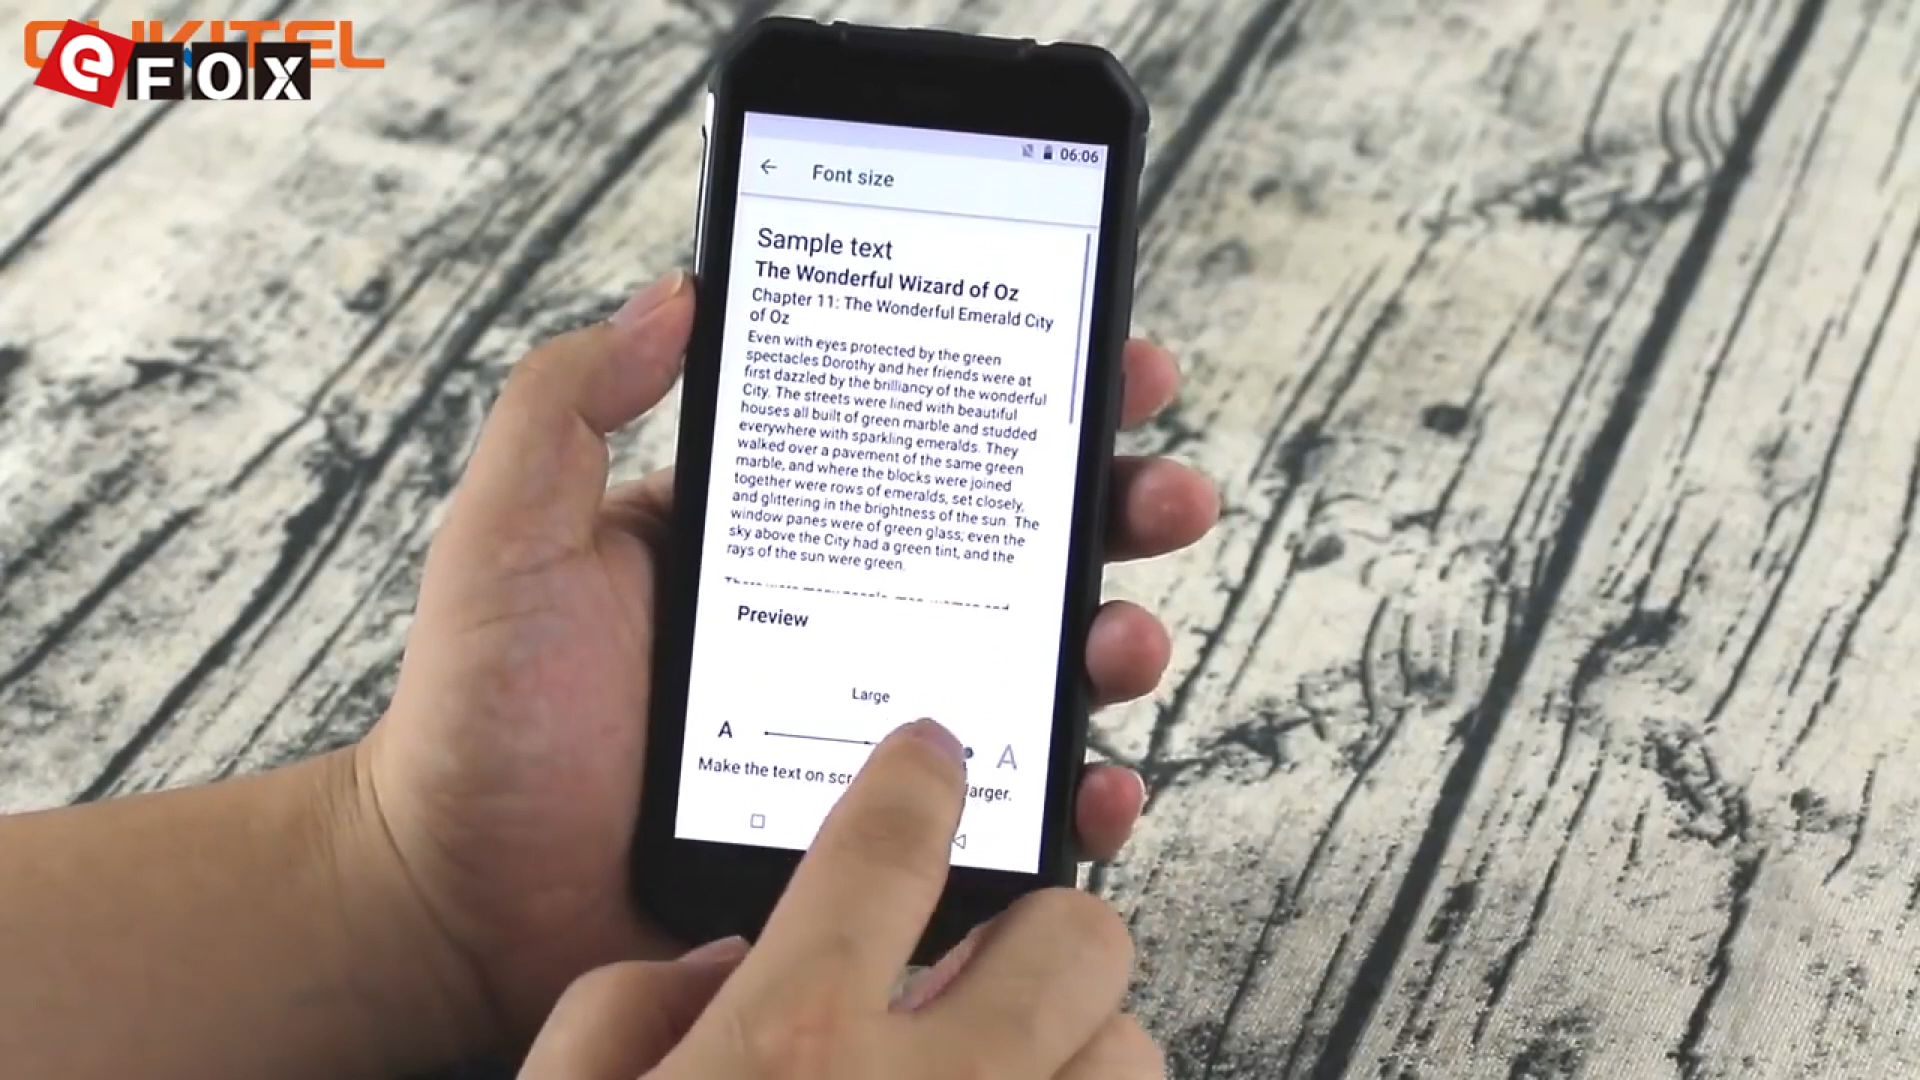 OUKITEL
eFOX
06:06
Font size
Sample text
The Wonderful Wizard of Oz
Chapter 11: The Wonderful Emerald City
of Oz
Even with eyes protected by the green
spectacles Dorothy and her friends were at
first dazzled by the brilliancy of the wonderful
City. The streets were lined with beautiful
houses all built of green marble and studded
everywhere with sparkling emeralds. They
walked over a pavement of the same green
marble, and where the blocks were joined
together were rows of emeralds, set closely,
and glittering in the brightness of the sun. The
window panes were of green glass; even the
sky above the City had a green tint, and the
rays of the sun were green.
Preview
Large
A A
Make the text on scr larger.